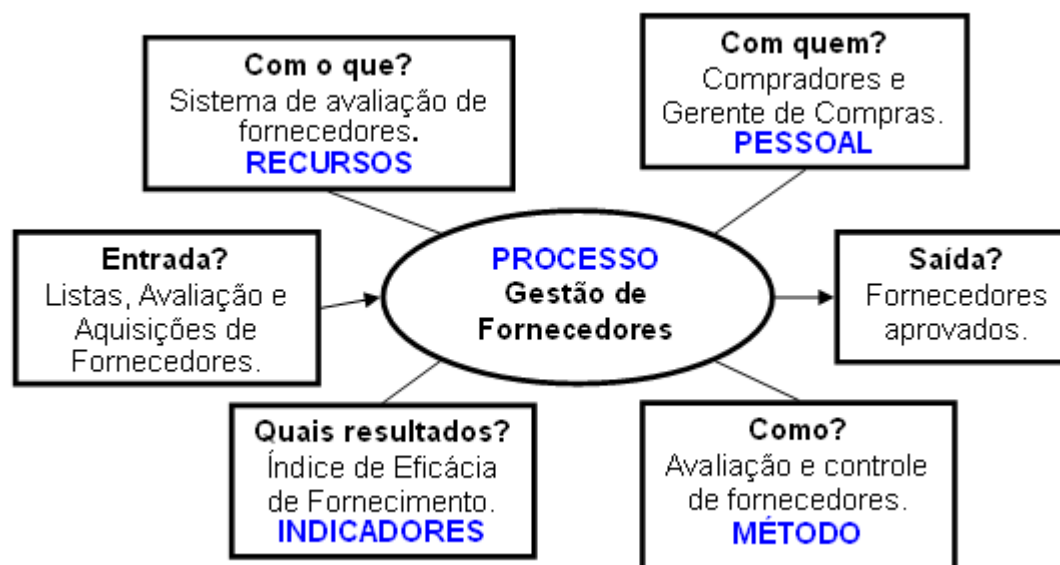 Com o que?
Sistema de avaliação de
fornecedores.
RECURSOS
Com quem?
Compradores e
Gerente de Compras.
PESSOAL
Entrada?
Listas, Avaliação e
Aquisições de
Fornecedores.
PROCESSO
Gestão de
Fornecedores
Saída?
Fornecedores
aprovados.
Quais resultados?
Índice de Eficácia
de Fornecimento.
INDICADORES
Como?
Avaliação e controle
de fornecedores.
MÉTODO